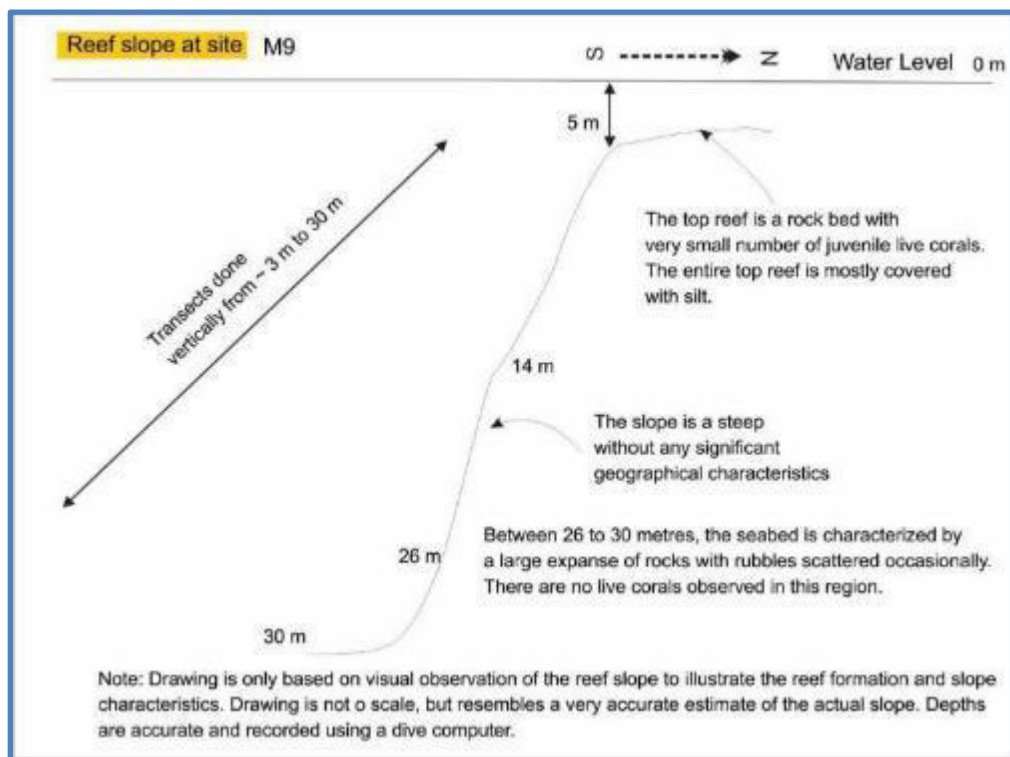 Reef slope at site M9
S N
Water Level 0 m
5 m
The top reef is a rock bed with
very small number of juvenile live corals.
The entire top reef is mostly covered
with silt.
Transects done
vertically from ~ 3 m to 30 m
14 m
The slope is a steep
without any significant
geographical characteristics
Between 26 to 30 metres, the seabed is characterized by
a large expanse of rocks with rubbles scattered occasionally.
There are no live corals observed in this region.
26 m
30 m
Note: Drawing is only based on visual observation of the reef slope to illustrate the reef formation and slope
characteristics. Drawing is not o scale, but resembles a very accurate estimate of the actual slope. Depths
are accurate and recorded using a dive computer.